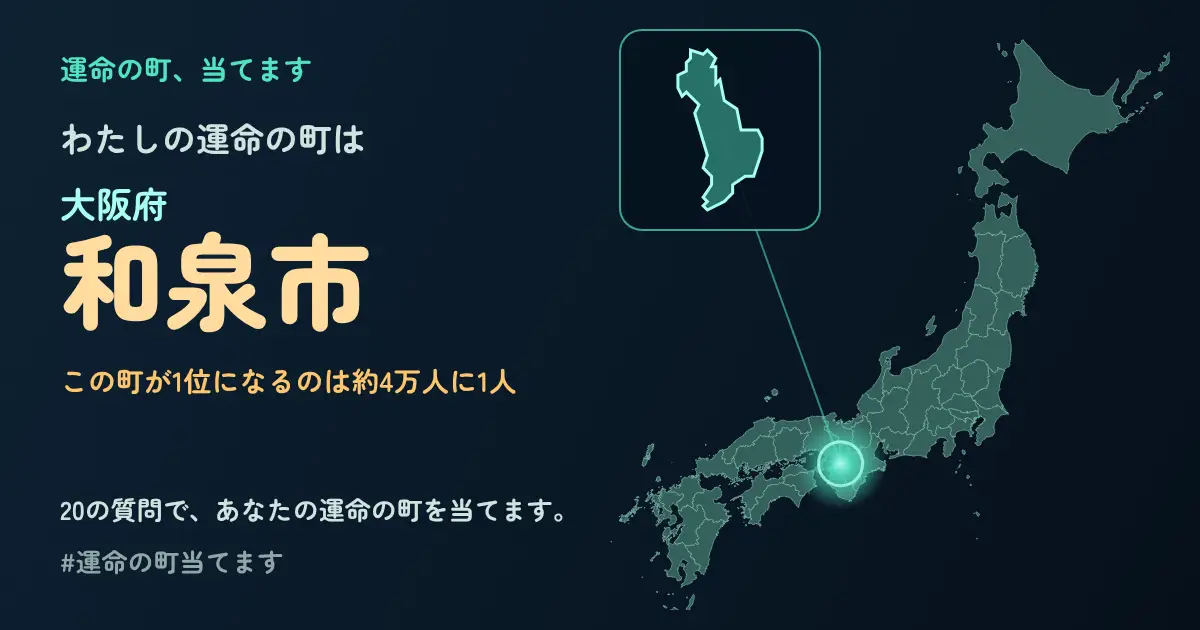 運命の町、当てます
わたしの運命の町は
大阪府
和泉市
この町が1位になるのは約4万人に1人
20の質問で、あなたの運命の町を当てます。
#運命の町当てます